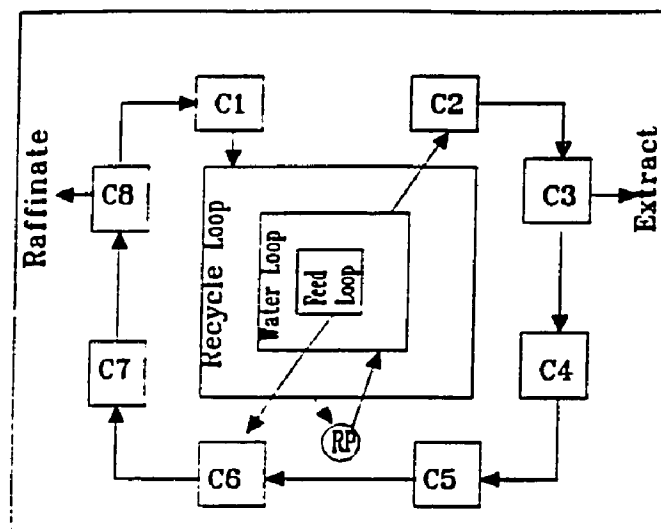 C1
C2
Raffinate
C8
C3
Extract
Recycle Loop
Water Loop
Feed
Loop
C7
C4
RP
C6
C5